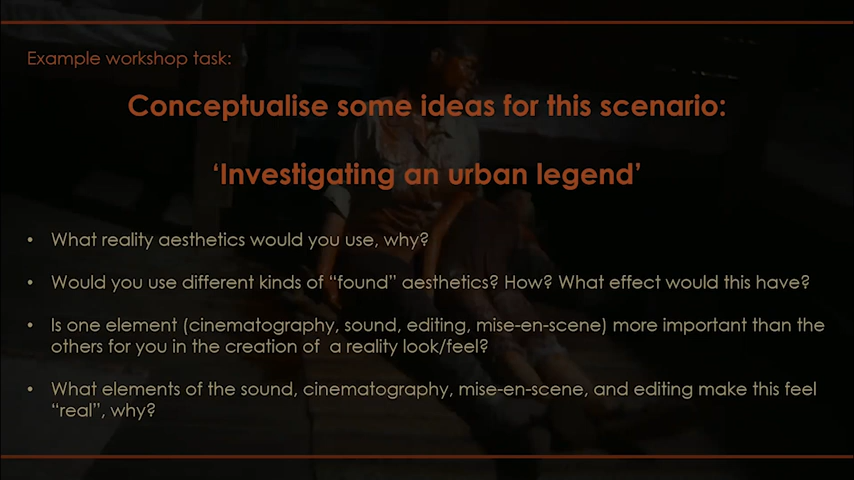 Example workshop task:
Conceptualise some ideas for this scenario:
‘Investigating an urban legend’
• What reality aesthetics would you use, why?
• Would you use different kinds of “found” aesthetics? How? What effect would this have?
• Is one element (cinematography, sound, editing, mise-en-scene) more important than the
others for you in the creation of a reality look/feel?
• What elements of the sound, cinematography, mise-en-scene, and editing make this feel
“real”, why?